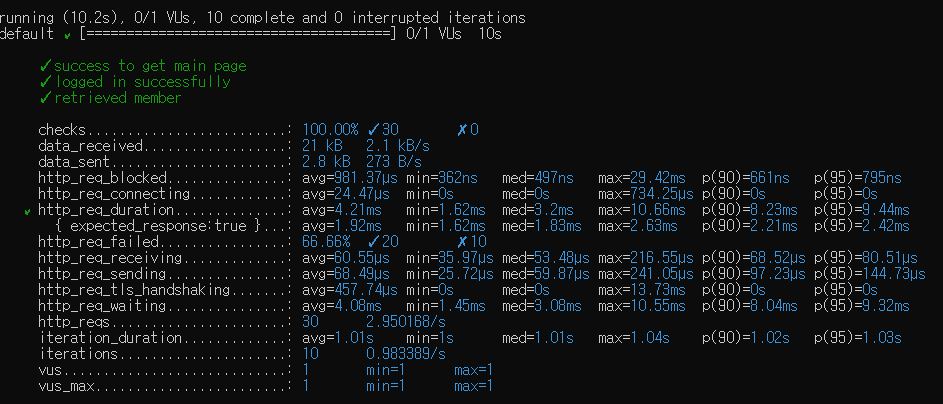 running (10.2s), 0/1 VUs, 10 complete and 0 interrupted iterations
default ✓ [======================================] 0/1 VUs  10s
✓ success to get main page
✓ logged in successfully
✓ retrieved member
checks.........................: 100.00% ✓ 30 ✗ 0
data_received..................: 21 kB 2.1 kB/s
data_sent......................: 2.8 kB 273 B/s
http_req_blocked...............: avg=981.37µs min=362ns med=497ns max=29.42ms p(90)=661ns p(95)=795ns
http_req_connecting............: avg=24.47µs min=0s med=0s max=734.25µs p(90)=0s p(95)=0s
✓ http_req_duration..............: avg=4.21ms min=1.62ms med=3.2ms max=10.66ms p(90)=8.23ms p(95)=9.44ms
{ expected_response:true }...: avg=1.92ms min=1.62ms med=1.83ms max=2.63ms p(90)=2.21ms p(95)=2.42ms
http_req_failed................: 66.66% ✓ 20 ✗ 10
http_req_receiving.............: avg=60.55µs min=35.97µs med=53.48µs max=216.55µs p(90)=68.52µs p(95)=80.51µs
http_req_sending...............: avg=68.49µs min=25.72µs med=59.87µs max=241.05µs p(90)=97.23µs p(95)=144.73µs
http_req_tls_handshaking.......: avg=457.74µs min=0s med=0s max=13.73ms p(90)=0s p(95)=0s
http_req_waiting...............: avg=4.08ms min=1.45ms med=3.08ms max=10.55ms p(90)=8.04ms p(95)=9.32ms
http_reqs......................: 30 2.950168/s
iteration_duration.............: avg=1.01s min=1s med=1.01s max=1.04s p(90)=1.02s p(95)=1.03s
iterations.....................: 10 0.983389/s
vus............................: 1 min=1 max=1
vus_max........................: 1 min=1 max=1